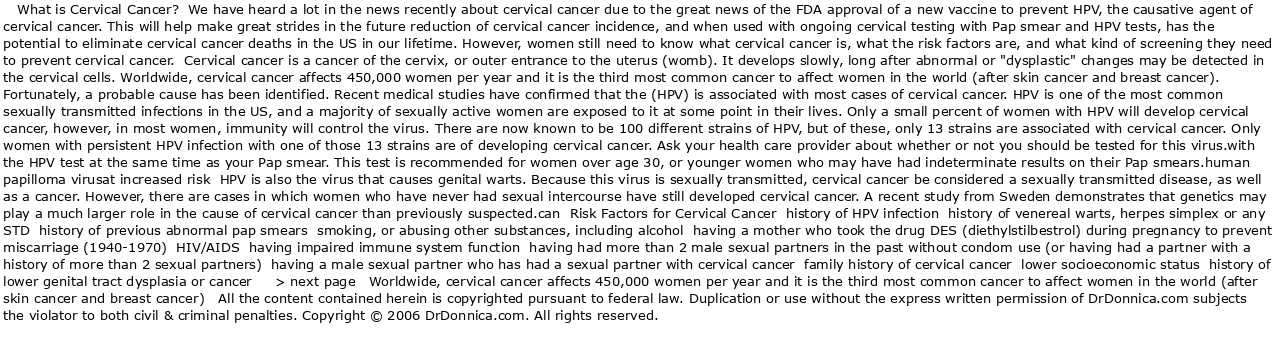 What is Cervical Cancer?  We have heard a lot in the news recently about cervical cancer due to the great news of the FDA approval of a new vaccine to prevent HPV, the causative agent of
cervical cancer. This will help make great strides in the future reduction of cervical cancer incidence, and when used with ongoing cervical testing with Pap smear and HPV tests, has the
potential to eliminate cervical cancer deaths in the US in our lifetime. However, women still need to know what cervical cancer is, what the risk factors are, and what kind of screening they need
to prevent cervical cancer.  Cervical cancer is a cancer of the cervix, or outer entrance to the uterus (womb). It develops slowly, long after abnormal or "dysplastic" changes may be detected in
the cervical cells. Worldwide, cervical cancer affects 450,000 women per year and it is the third most common cancer to affect women in the world (after skin cancer and breast cancer).
Fortunately, a probable cause has been identified. Recent medical studies have confirmed that the (HPV) is associated with most cases of cervical cancer. HPV is one of the most common
sexually transmitted infections in the US, and a majority of sexually active women are exposed to it at some point in their lives. Only a small percent of women with HPV will develop cervical
cancer, however, in most women, immunity will control the virus. There are now known to be 100 different strains of HPV, but of these, only 13 strains are associated with cervical cancer. Only
women with persistent HPV infection with one of those 13 strains are of developing cervical cancer. Ask your health care provider about whether or not you should be tested for this virus.with
the HPV test at the same time as your Pap smear. This test is recommended for women over age 30, or younger women who may have had indeterminate results on their Pap smears.human
papilloma virusat increased risk  HPV is also the virus that causes genital warts. Because this virus is sexually transmitted, cervical cancer be considered a sexually transmitted disease, as well
as a cancer. However, there are cases in which women who have never had sexual intercourse have still developed cervical cancer. A recent study from Sweden demonstrates that genetics may
play a much larger role in the cause of cervical cancer than previously suspected.can  Risk Factors for Cervical Cancer  history of HPV infection  history of venereal warts, herpes simplex or any
STD  history of previous abnormal pap smears  smoking, or abusing other substances, including alcohol  having a mother who took the drug DES (diethylstilbestrol) during pregnancy to prevent
miscarriage (1940-1970)  HIV/AIDS  having impaired immune system function  having had more than 2 male sexual partners in the past without condom use (or having had a partner with a
history of more than 2 sexual partners)  having a male sexual partner who has had a sexual partner with cervical cancer  family history of cervical cancer  lower socioeconomic status  history of
lower genital tract dysplasia or cancer     > next page   Worldwide, cervical cancer affects 450,000 women per year and it is the third most common cancer to affect women in the world (after
skin cancer and breast cancer)   All the content contained herein is copyrighted pursuant to federal law. Duplication or use without the express written permission of DrDonnica.com subjects
the violator to both civil & criminal penalties. Copyright © 2006 DrDonnica.com. All rights reserved.